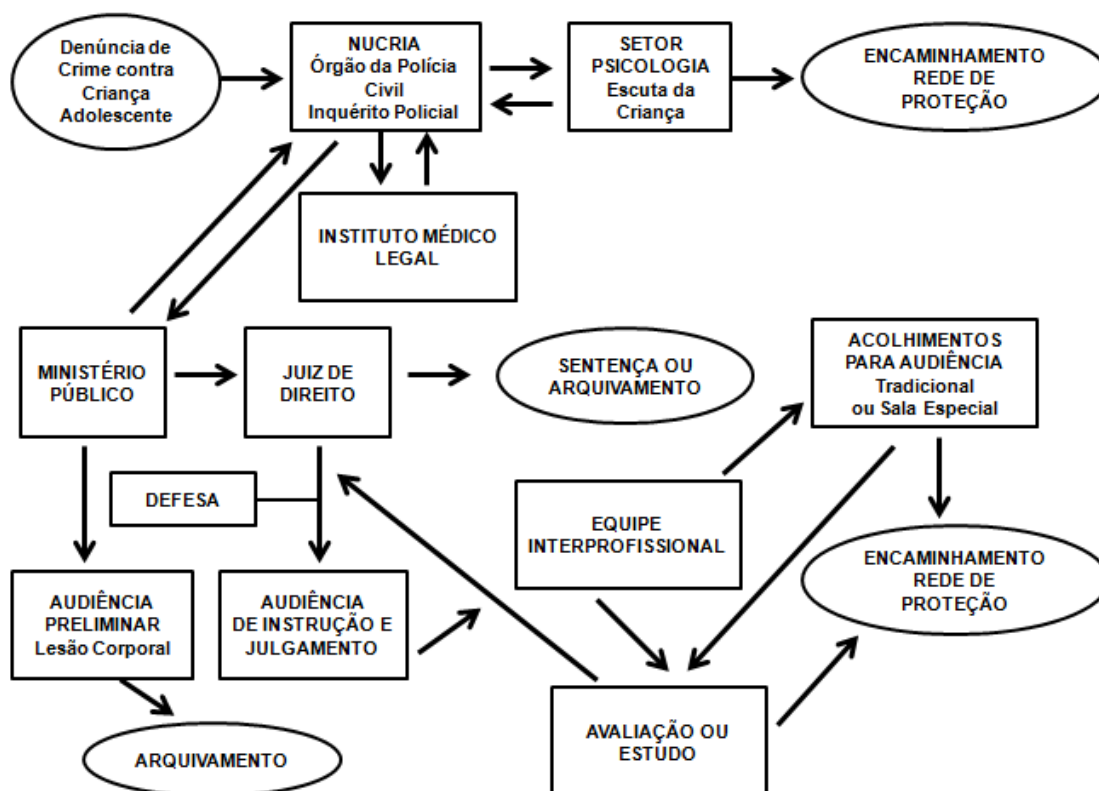 Denúncia de
Crime contra
Criança
Adolescente
NUCRIA
Órgão da Polícia
Civil
Inquérito Policial
SETOR
PSICOLOGIA
Escuta da
Criança
ENCAMINHAMENTO
REDE DE
PROTEÇÃO
INSTITUTO MÉDICO
LEGAL
MINISTÉRIO
PÚBLICO
JUIZ DE
DIREITO
SENTENÇA OU
ARQUIVAMENTO
ACOLHIMENTOS
PARA AUDIÊNCIA
Tradicional
ou Sala Especial
DEFESA
EQUIPE
INTERPROFISSIONAL
ENCAMINHAMENTO
REDE DE
PROTEÇÃO
AUDIÊNCIA
PRELIMINAR
Lesão Corporal
AUDIÊNCIA
DE INSTRUÇÃO E
JULGAMENTO
AVALIAÇÃO OU
ESTUDO
ARQUIVAMENTO